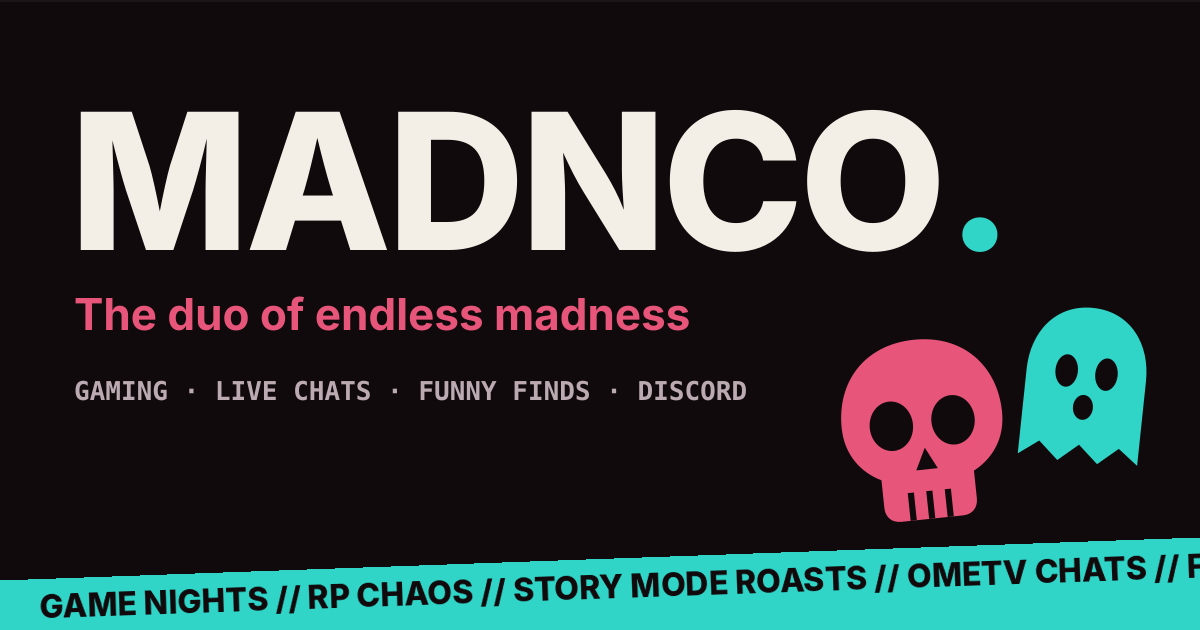 MADNCO.
The duo of endless madness
GAMING · LIVE CHATS · FUNNY FINDS · DISCORD
GAME NIGHTS // RP CHAOS // STORY MODE ROASTS // OMETV CHATS //